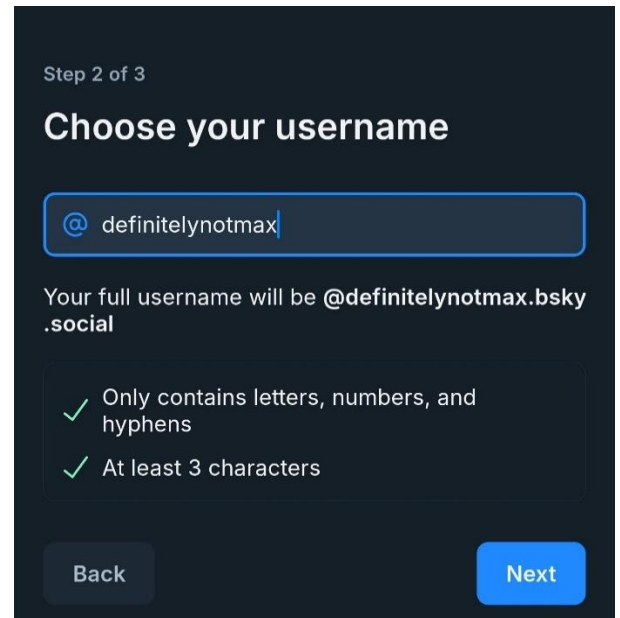 Step 2 of 3
Choose your username
@ definitelynotmax
Your full username will be @definitelynotmax.bsky
.social
Only contains letters, numbers, and
hyphens
At least 3 characters
Back Next